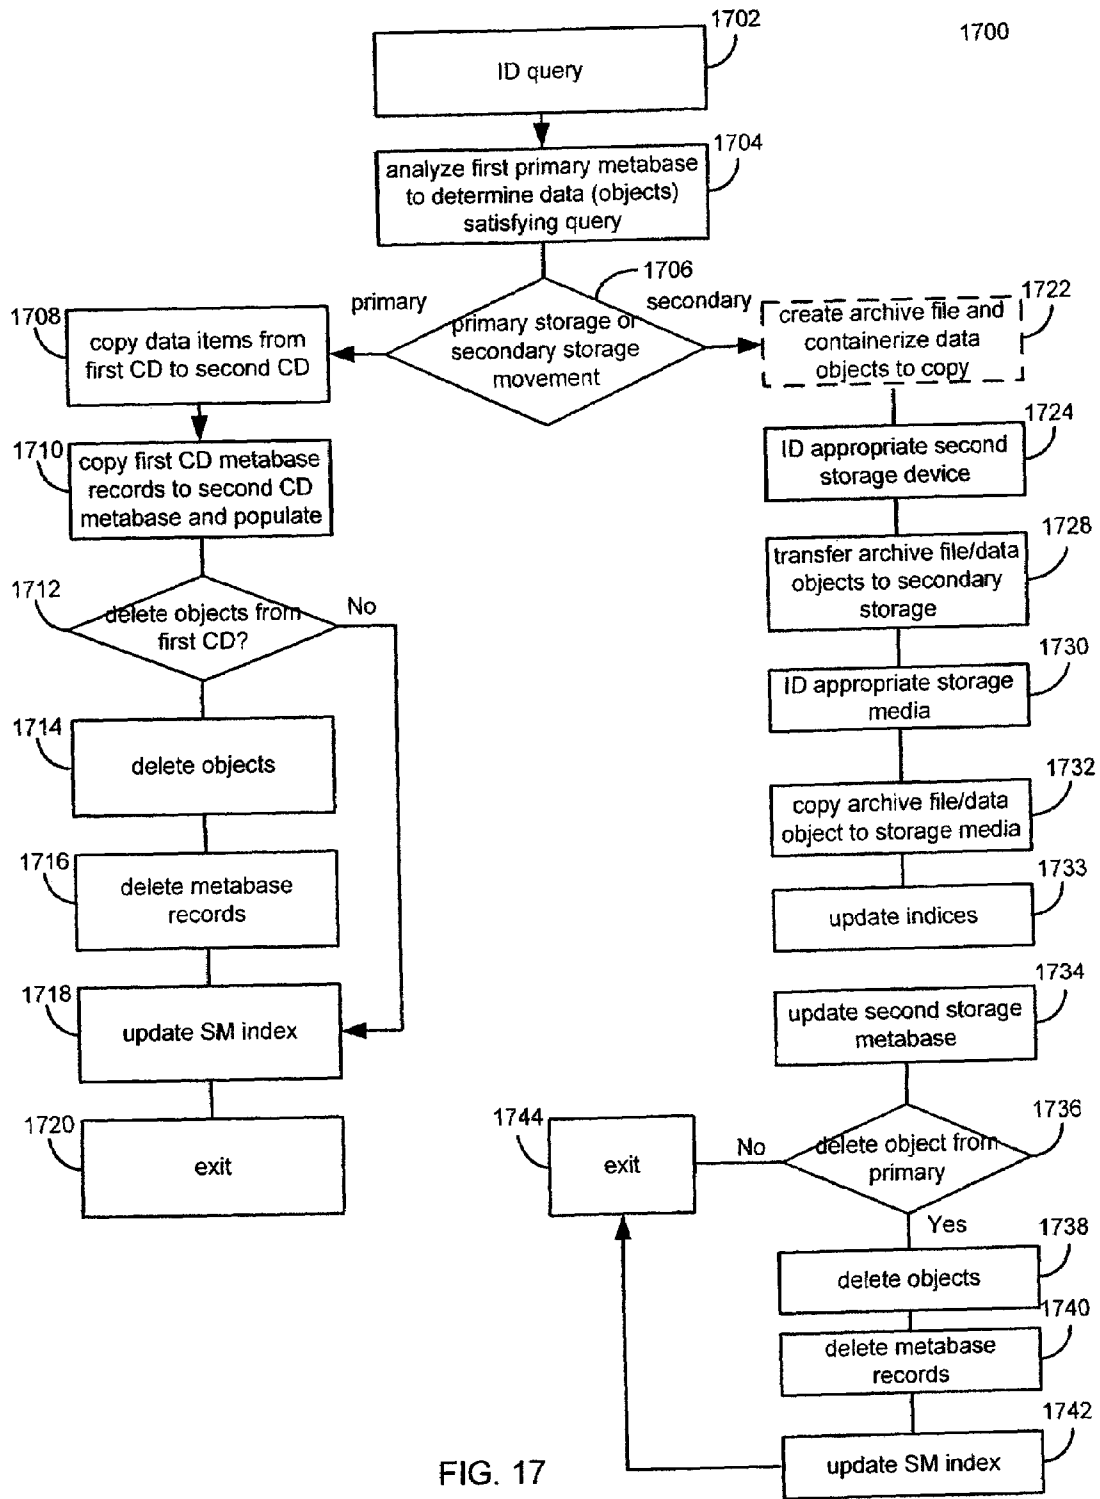 1702
1700
ID query
1704
analyze first primary metabase
to determine data (objects)
satisfying query
1706
primary
secondary
primary storage or
secondary storage
movement
1708
copy data items from
first CD to second CD
1710
copy first CD metabase
records to second CD
metabase and populate
1712
delete objects from
first CD?
No
1714
delete objects
1716
delete metabase
records
1718
update SM index
1720
exit
1722
create archive file and
containerize data
objects to copy
1724
ID appropriate second
storage device
1728
transfer archive file/data
objects to secondary
storage
1730
ID appropriate storage
media
1732
copy archive file/data
object to storage media
1733
update indices
1734
update second storage
metabase
1736
delete object from
primary
No
1744
exit
Yes
1738
delete objects
1740
delete metabase
records
1742
update SM index
FIG. 17